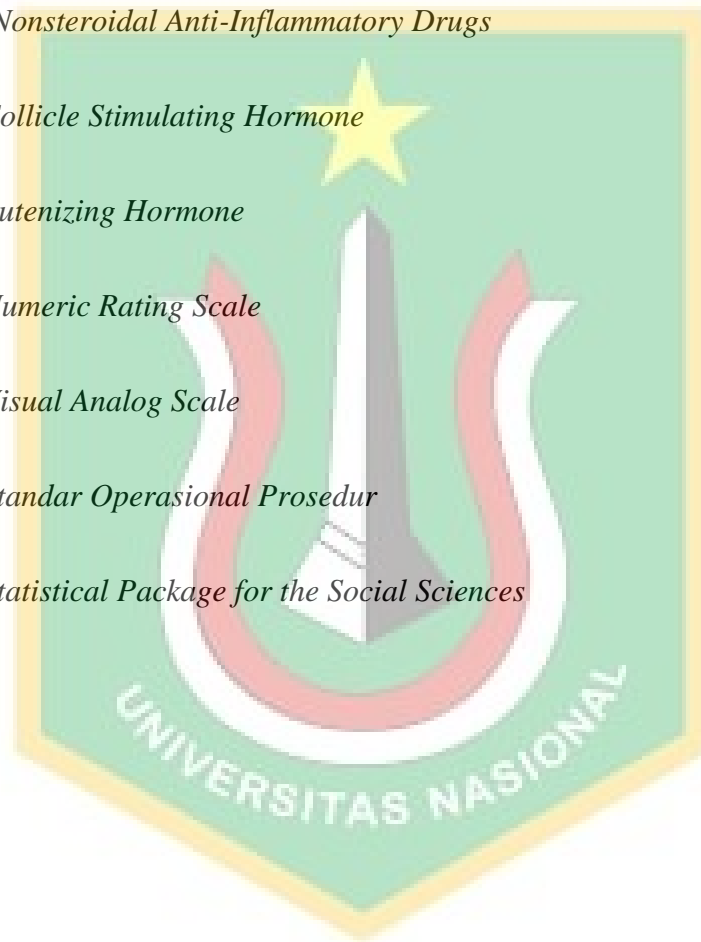 Nonsteroidal Anti-Inflammatory Drugs
ollicle Stimulating Hormone
utenizing Hormone
umeric Rating Scale
isual Analog Scale
tandar Operasional Prosedur
tatistical Package for the Social Sciences
UNIVERSITAS NASIONAL